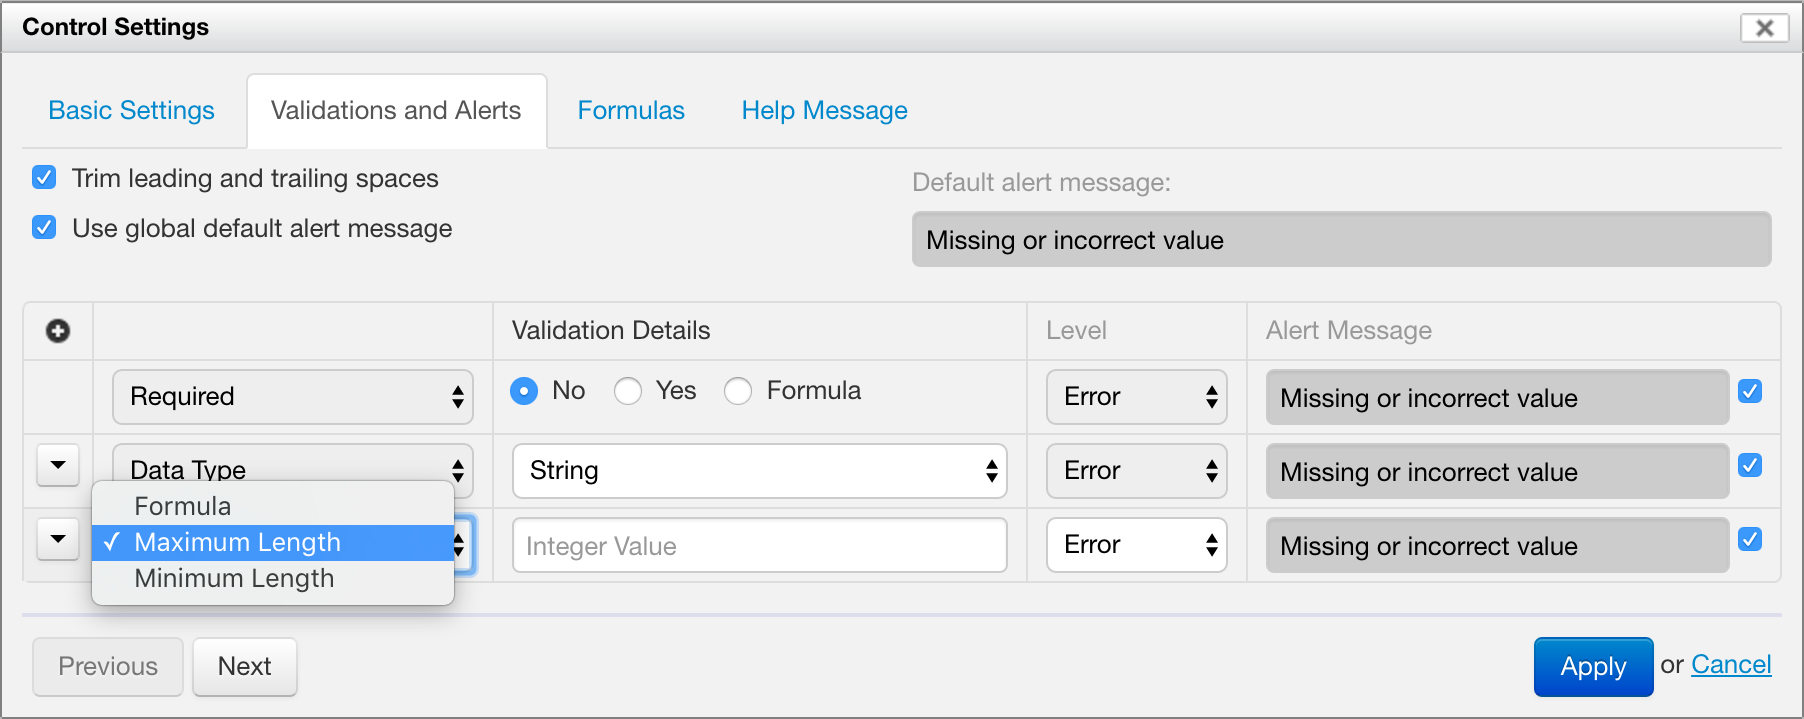 Control Settings
Basic Settings Validations and Alerts Formulas Help Message
Trim leading and trailing spaces
Default alert message:
Use global default alert message
Missing or incorrect value
Validation Details Level Alert Message
Required No Yes Formula Error Missing or incorrect value
Data Type String Error Missing or incorrect value
Formula
✓ Maximum Length Integer Value Error Missing or incorrect value
Minimum Length
Previous Next Apply or Cancel